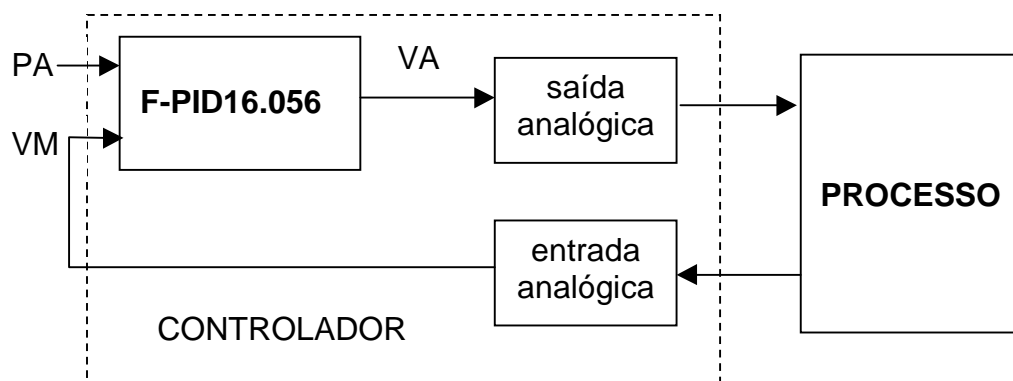 PA
VA
F-PID16.056
saída
analógica
VM
PROCESSO
entrada
analógica
CONTROLADOR